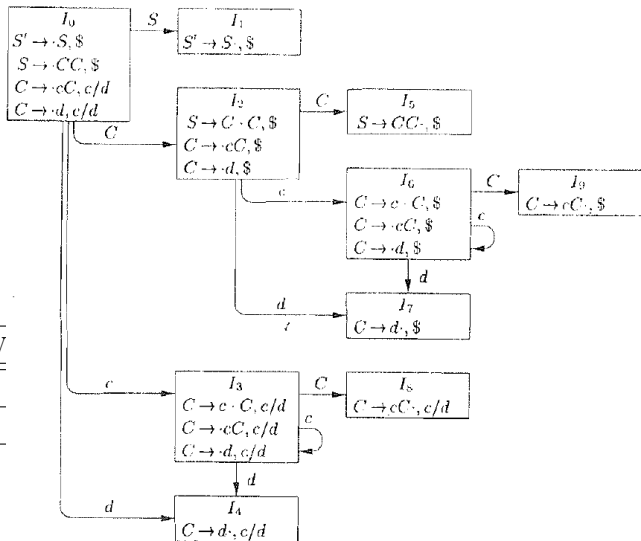 I₀
S' → ·S, $
S → ·CC, $
C → ·cC, c/d
C → ·d, c/d
S
I₁
S' → S·, $
C
I₂
S → C · C, $
C → ·cC, $
C → ·d, $
C
I₅
S → CC·, $
c
I₆
C → c · C, $
C → ·cC, $
C → ·d, $
C
c
I₉
C → cC·, $
d
d
I₇
C → d·, $
c
I₃
C → c · C, c/d
C → ·cC, c/d
C → ·d, c/d
C
c
I₈
C → cC·, c/d
d
d
I₄
C → d·, c/d